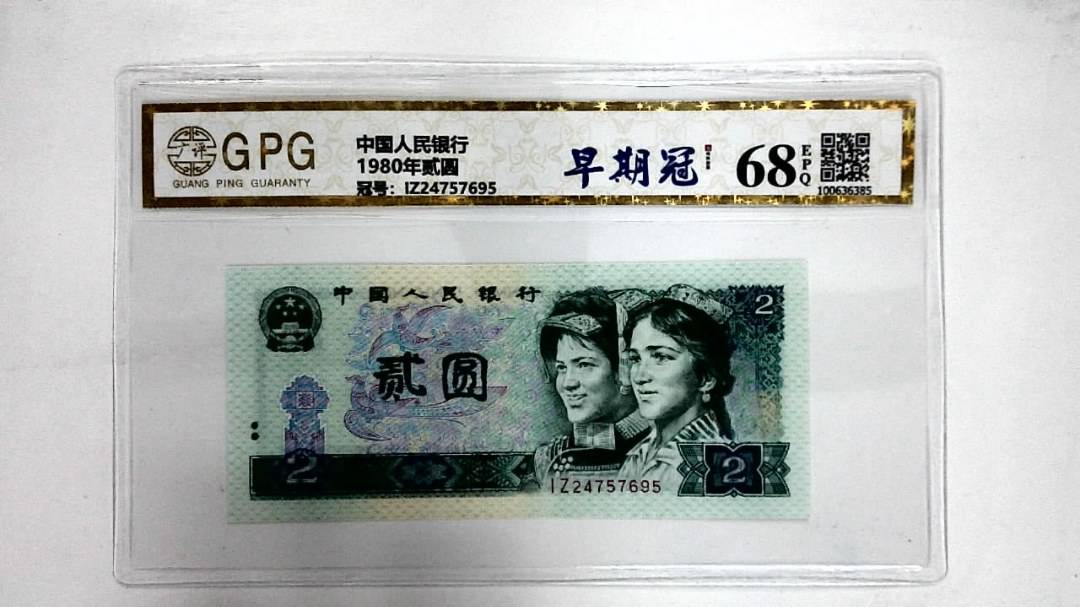 广评
GPG
GUANG PING GUARANTY
中国人民银行
1980年贰圆
冠号: IZ24757695
早期冠
68
EPQ
100636385
中国人民银行
2
贰圆
2
2
IZ24757695